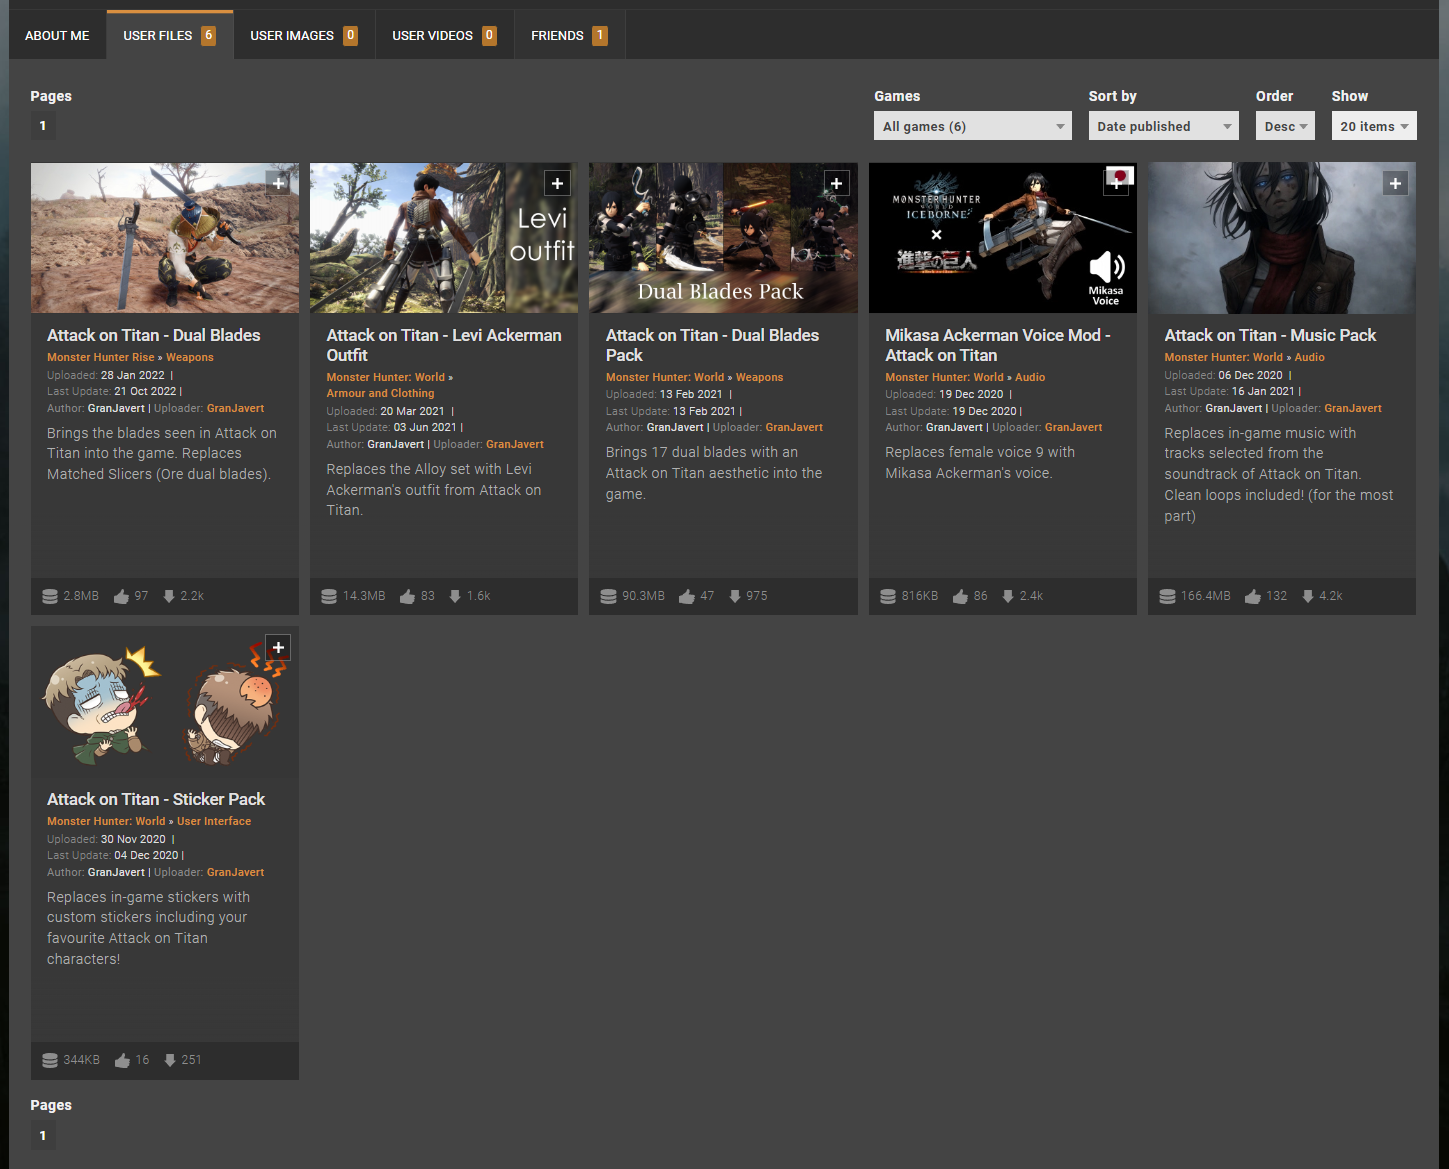 ABOUT ME
USER FILES 6
USER IMAGES 0
USER VIDEOS 0
FRIENDS 1
Pages
1
Games
All games (6)
Sort by
Date published
Order
Desc
Show
20 items
Attack on Titan - Dual Blades
Monster Hunter Rise » Weapons
Uploaded: 28 Jan 2022 |
Last Update: 21 Oct 2022 |
Author: GranJavert | Uploader: GranJavert
Brings the blades seen in Attack on
Titan into the game. Replaces
Matched Slicers (Ore dual blades).
2.8MB 97 2.2k
Levi
outfit
Attack on Titan - Levi Ackerman
Outfit
Monster Hunter: World »
Armour and Clothing
Uploaded: 20 Mar 2021 |
Last Update: 03 Jun 2021 |
Author: GranJavert | Uploader: GranJavert
Replaces the Alloy set with Levi
Ackerman's outfit from Attack on
Titan.
14.3MB 83 1.6k
Dual Blades Pack
Attack on Titan - Dual Blades
Pack
Monster Hunter: World » Weapons
Uploaded: 13 Feb 2021 |
Last Update: 13 Feb 2021 |
Author: GranJavert | Uploader: GranJavert
Brings 17 dual blades with an
Attack on Titan aesthetic into the
game.
90.3MB 47 975
MONSTER HUNTER
WORLD
ICEBORNE
×
進撃の巨人
Mikasa
Voice
Mikasa Ackerman Voice Mod -
Attack on Titan
Monster Hunter: World » Audio
Uploaded: 19 Dec 2020 |
Last Update: 19 Dec 2020 |
Author: GranJavert | Uploader: GranJavert
Replaces female voice 9 with
Mikasa Ackerman's voice.
816KB 86 2.4k
Attack on Titan - Music Pack
Monster Hunter: World » Audio
Uploaded: 06 Dec 2020 |
Last Update: 16 Jan 2021 |
Author: GranJavert | Uploader: GranJavert
Replaces in-game music with
tracks selected from the
soundtrack of Attack on Titan.
Clean loops included! (for the most
part)
166.4MB 132 4.2k
Attack on Titan - Sticker Pack
Monster Hunter: World » User Interface
Uploaded: 30 Nov 2020 |
Last Update: 04 Dec 2020 |
Author: GranJavert | Uploader: GranJavert
Replaces in-game stickers with
custom stickers including your
favourite Attack on Titan
characters!
344KB 16 251
Pages
1